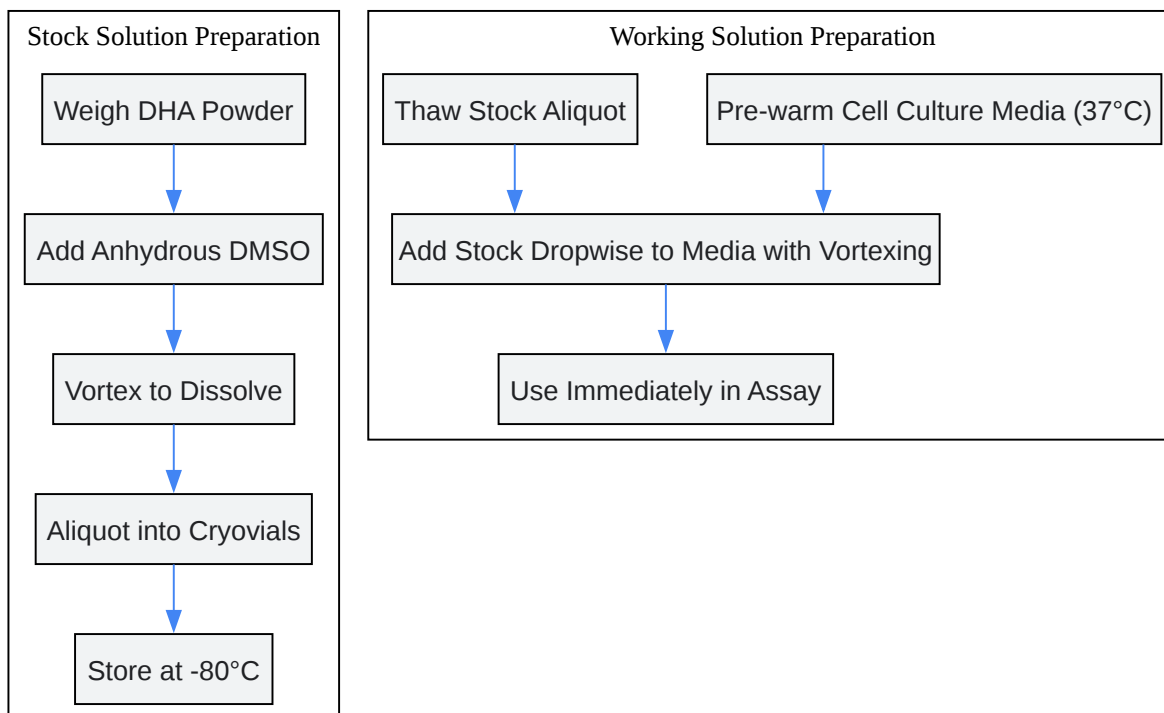 Stock Solution Preparation
Weigh DHA Powder
Add Anhydrous DMSO
Vortex to Dissolve
Aliquot into Cryovials
Store at -80°C
Working Solution Preparation
Thaw Stock Aliquot
Pre-warm Cell Culture Media (37°C)
Add Stock Dropwise to Media with Vortexing
Use Immediately in Assay